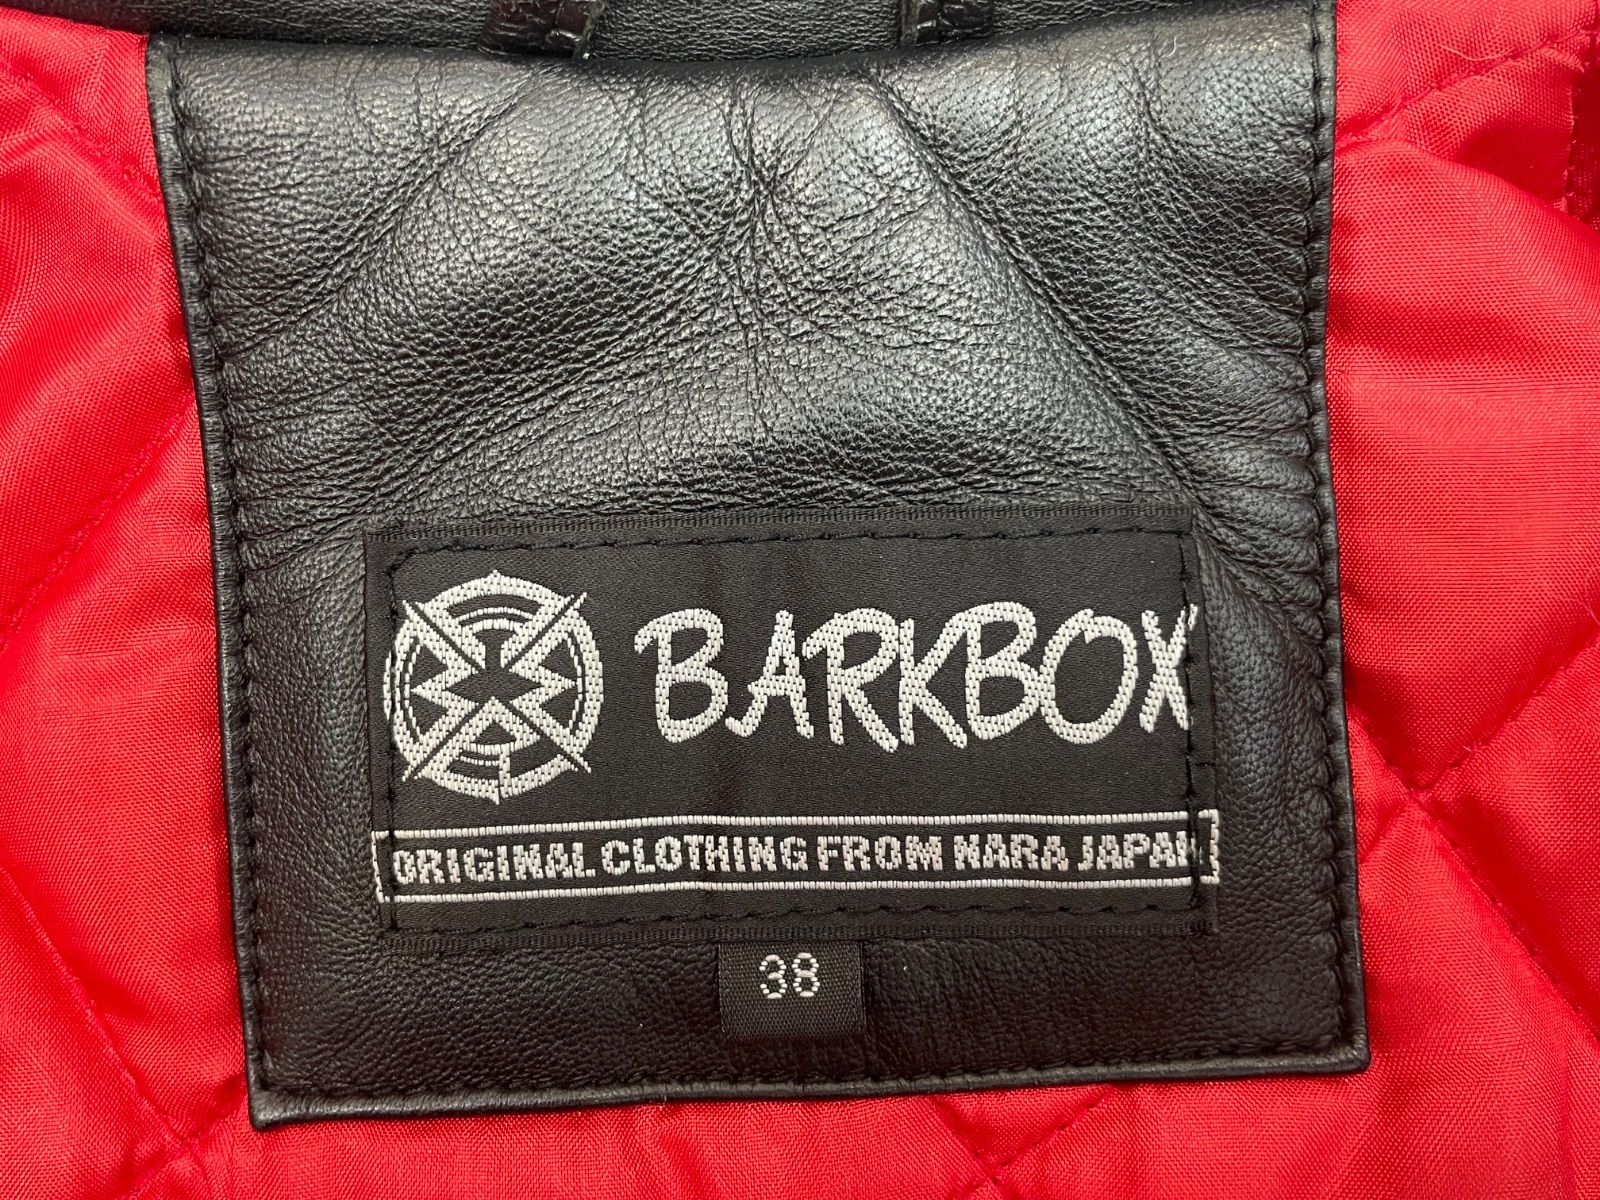 BARKBOX
ORIGINAL CLOTHING FROM NARA JAPAN
38